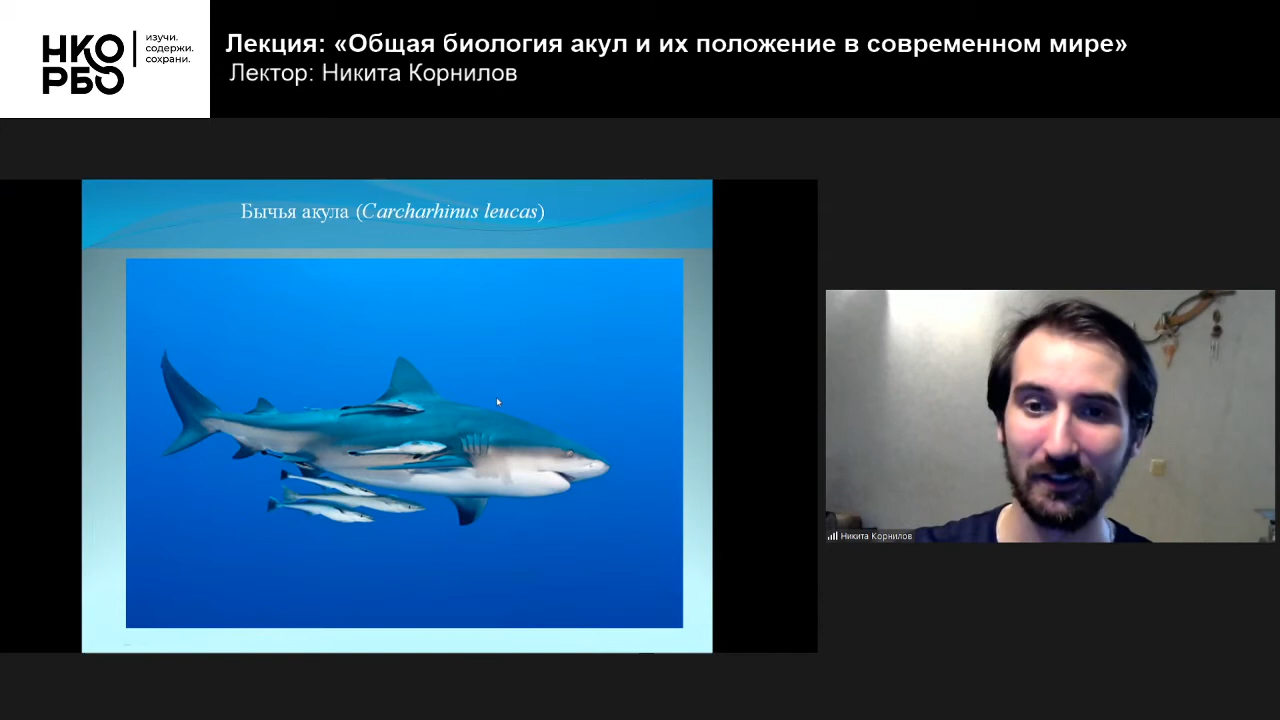 НКО
РБО
изучи.
содержи.
сохрани.
Лекция: «Общая биология акул и их положение в современном мире»
Лектор: Никита Корнилов
Бычья акула (Carcharhinus leucas)
Никита Корнилов